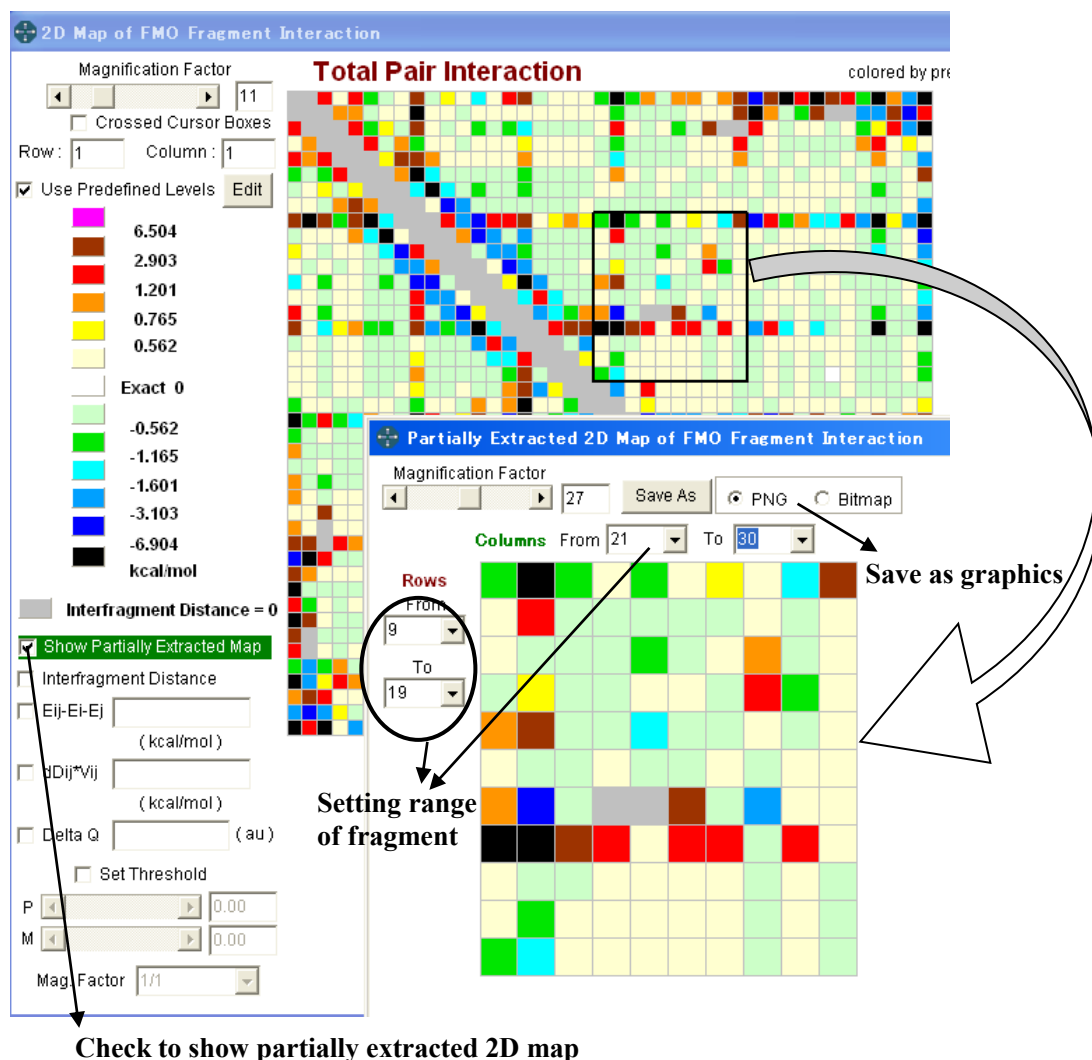 2D Map of FMO Fragment Interaction
Magnification Factor
11
Crossed Cursor Boxes
Row : 1 Column : 1
Use Predefined Levels Edit
6.504
2.903
1.201
0.765
0.562
Exact 0
-0.562
-1.165
-1.601
-3.103
-6.904
kcal/mol
Interfragment Distance = 0
Show Partially Extracted Map
Interfragment Distance
Eij-Ei-Ej
( kcal/mol )
dDij*Vij
( kcal/mol )
Delta Q ( au )
Set Threshold
P 0.00
M 0.00
Mag. Factor 1/1
Total Pair Interaction colored by pre
Partially Extracted 2D Map of FMO Fragment Interaction
Magnification Factor
27 Save As PNG Bitmap
Columns From 21 To 30
Rows
From
9
To
19
Save as graphics
Setting range
of fragment
Check to show partially extracted 2D map